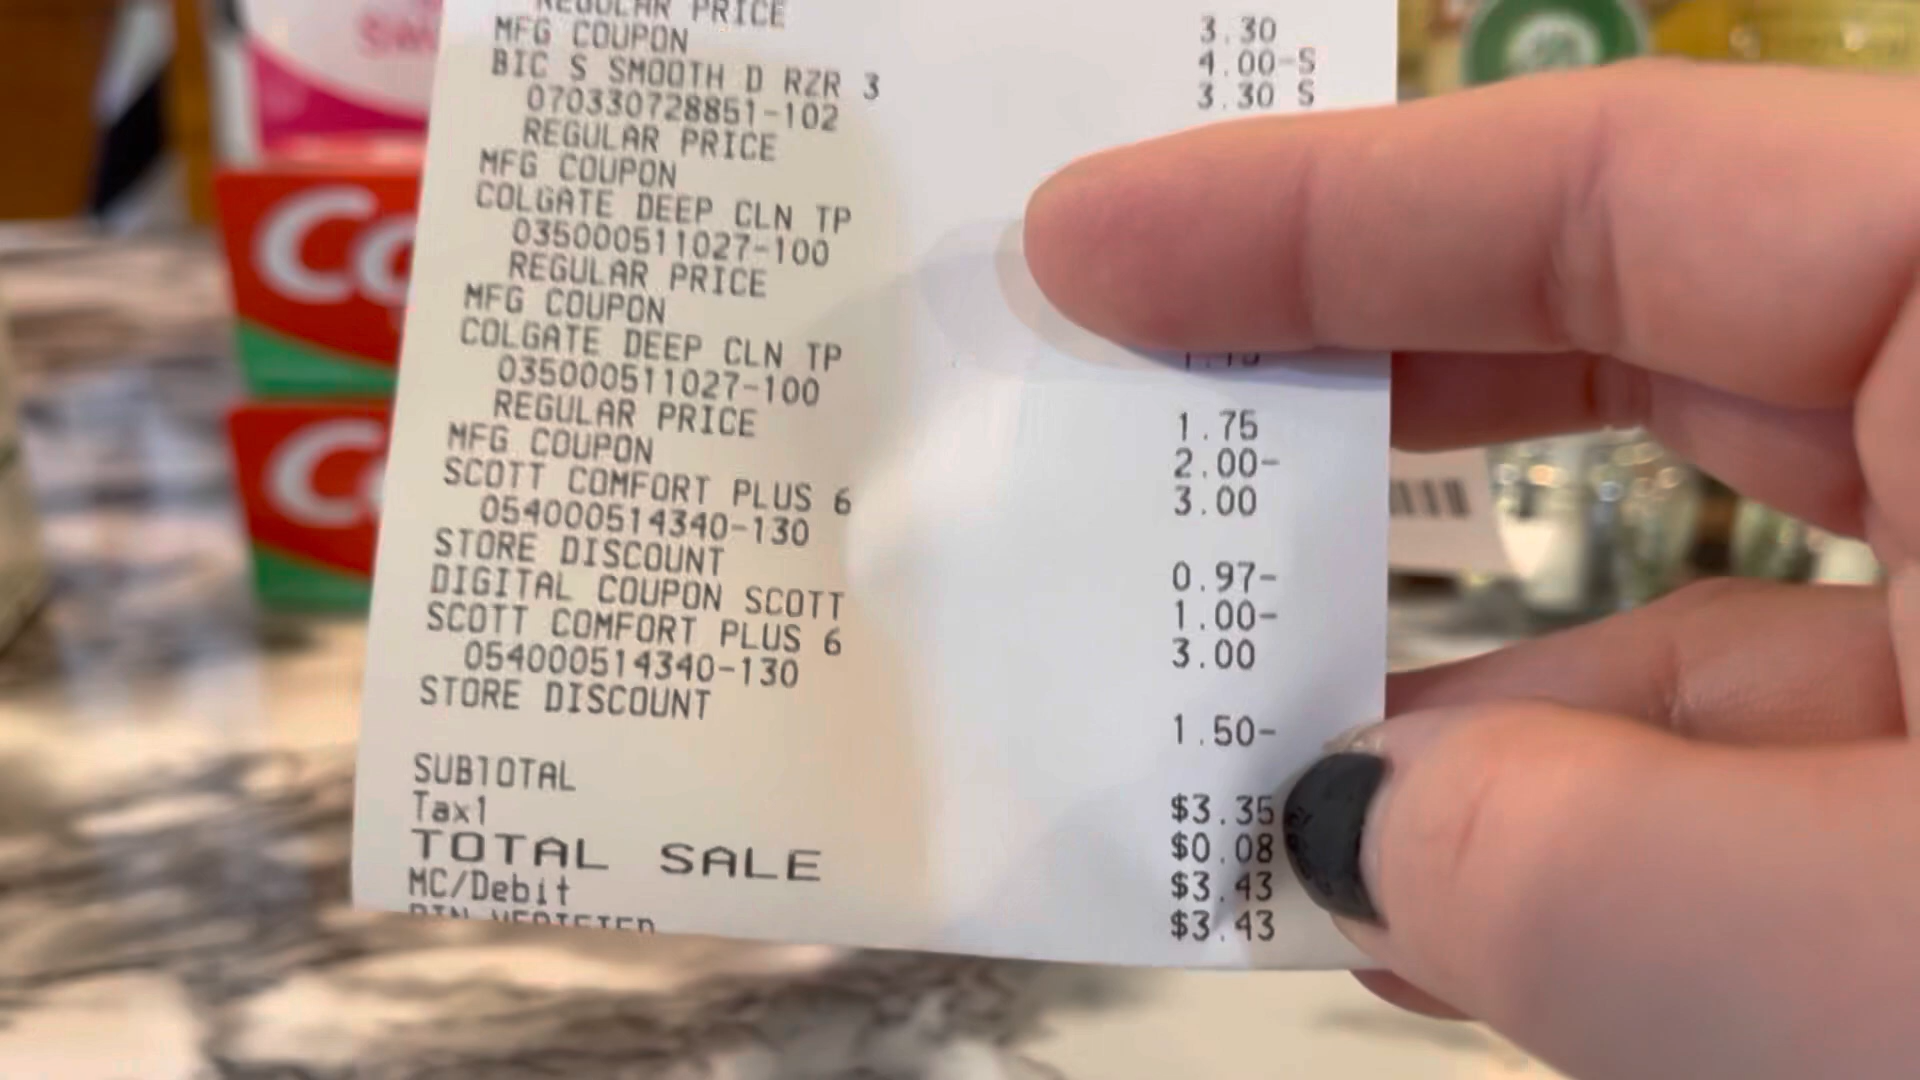 REGULAR PRICE 3.30
MFG COUPON 4.00-S
BIC S SMOOTH D RZR 3 3.30 S
070330728851-102
REGULAR PRICE
MFG COUPON
COLGATE DEEP CLN TP
035000511027-100
REGULAR PRICE
MFG COUPON
COLGATE DEEP CLN TP
035000511027-100
REGULAR PRICE 1.75
MFG COUPON 2.00-
SCOTT COMFORT PLUS 6 3.00
054000514340-130
STORE DISCOUNT 0.97-
DIGITAL COUPON SCOTT 1.00-
SCOTT COMFORT PLUS 6 3.00
054000514340-130
STORE DISCOUNT 1.50-
SUBTOTAL $3.35
Tax1 $0.08
TOTAL SALE $3.43
MC/Debit $3.43
PIN VERIFIED